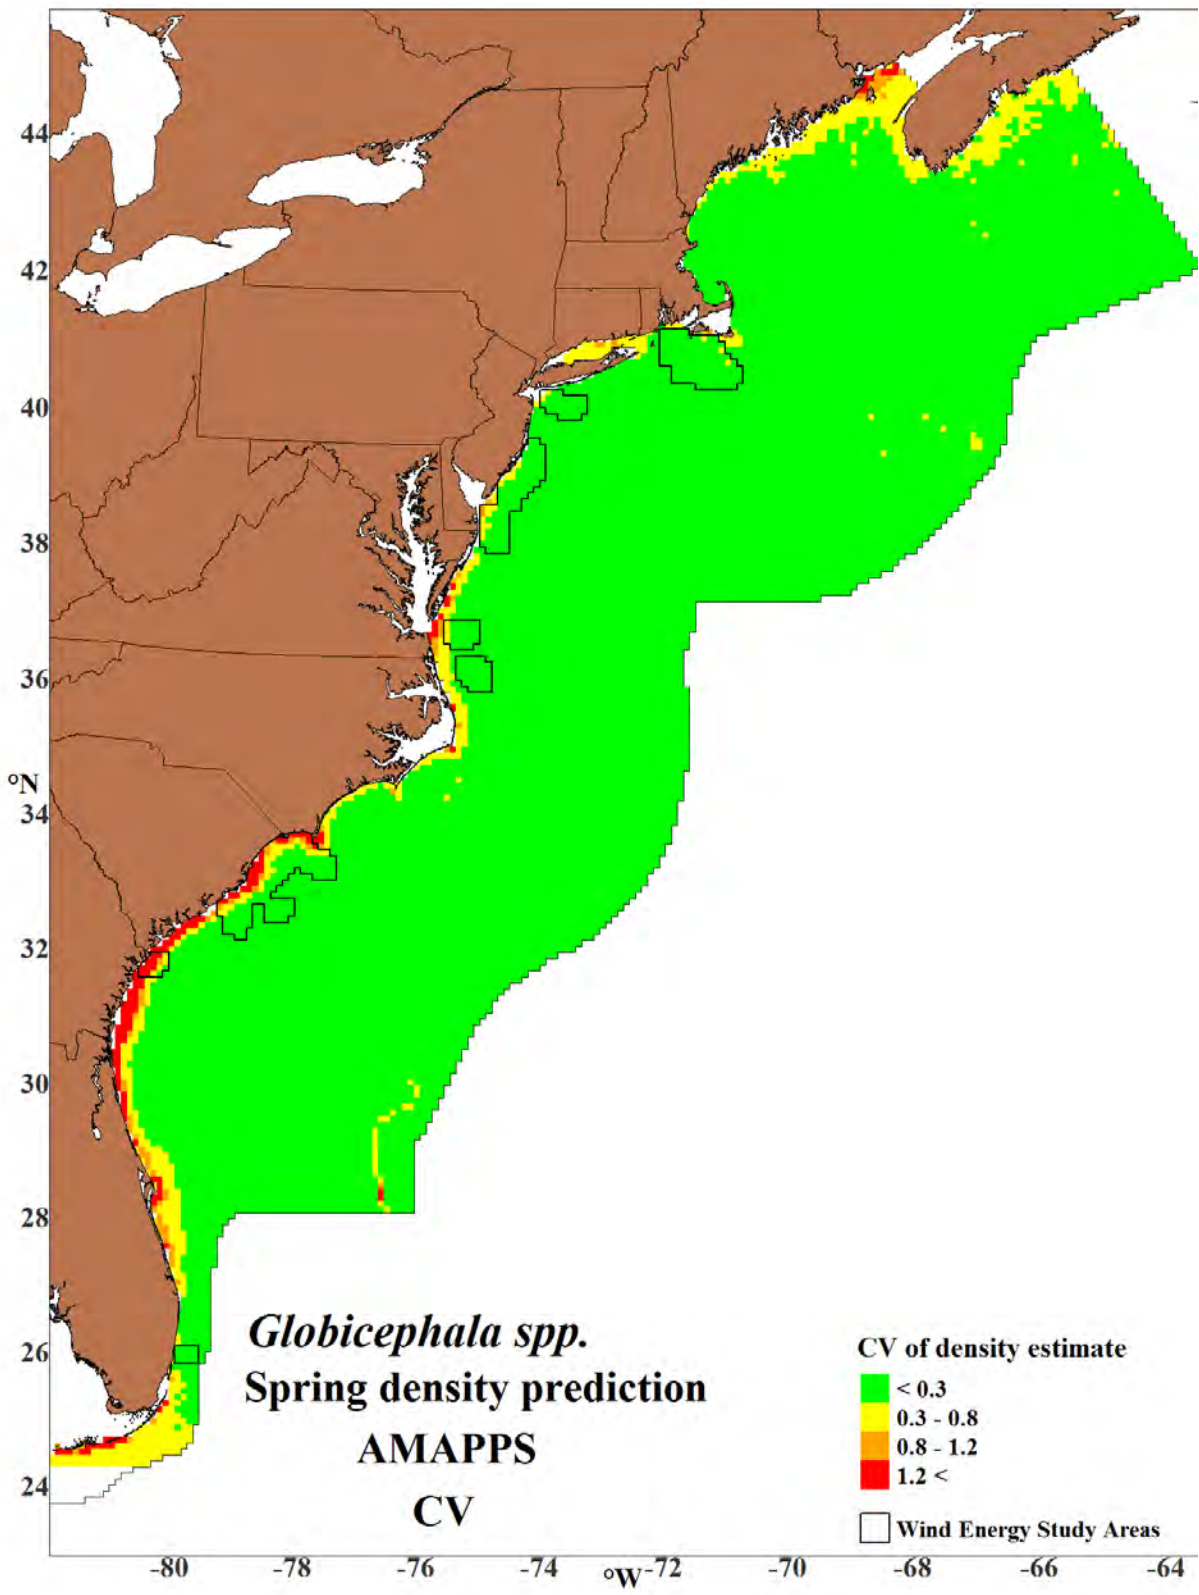 44
42
40
38
36
°N
34
32
30
28
26
24
Globicephala spp.
Spring density prediction
AMAPPS
CV
CV of density estimate
< 0.3
0.3 - 0.8
0.8 - 1.2
1.2 <
Wind Energy Study Areas
-80 -78 -76 -74 °W -72 -70 -68 -66 -64